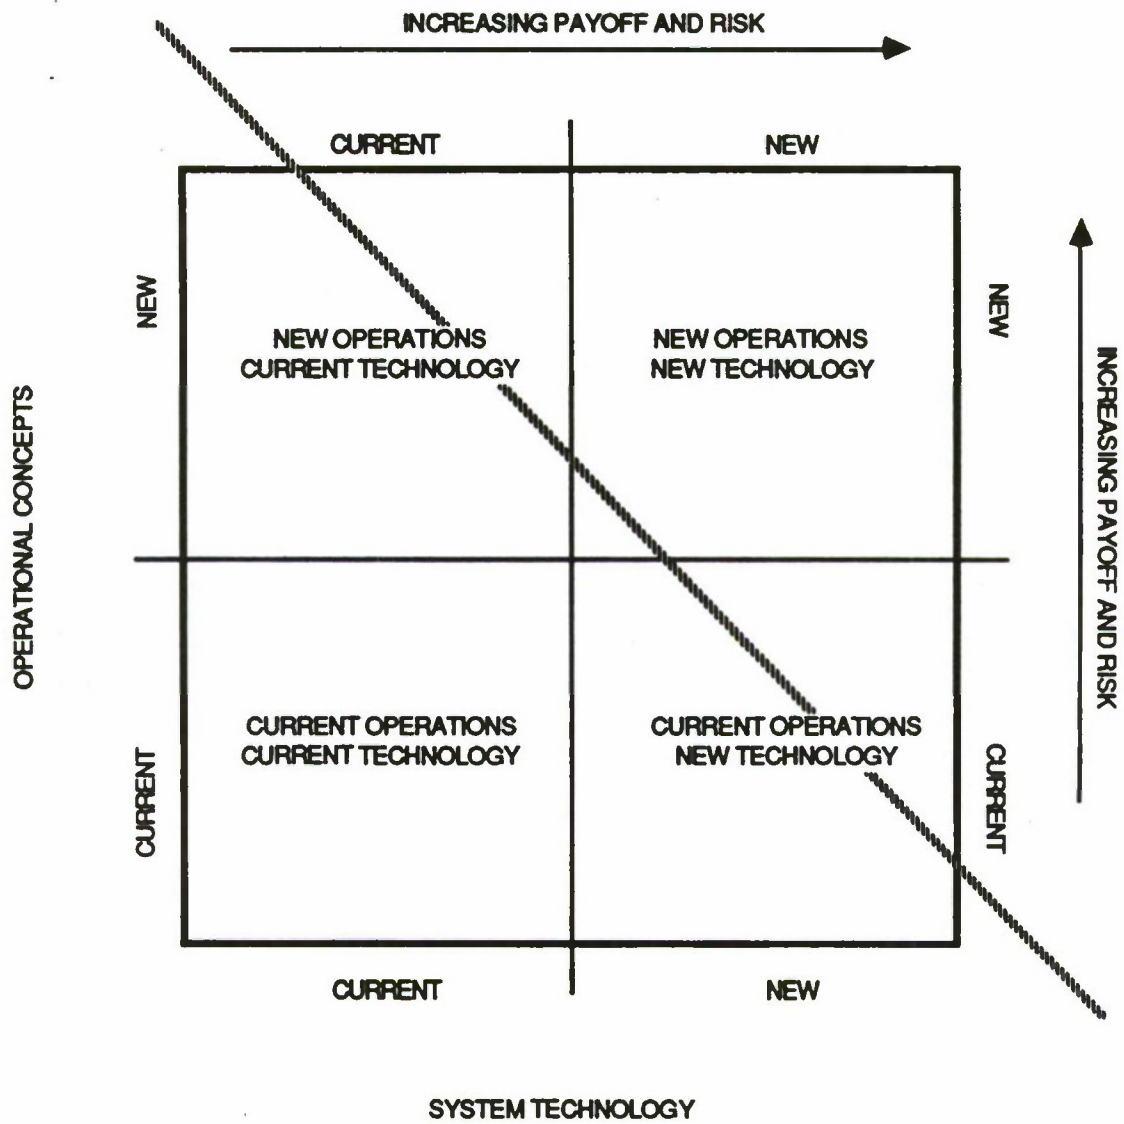 INCREASING PAYOFF AND RISK
CURRENT
NEW
NEW
NEW
NEW OPERATIONS
CURRENT TECHNOLOGY
NEW OPERATIONS
NEW TECHNOLOGY
OPERATIONAL CONCEPTS
INCREASING PAYOFF AND RISK
CURRENT OPERATIONS
CURRENT TECHNOLOGY
CURRENT OPERATIONS
NEW TECHNOLOGY
CURRENT
CURRENT
CURRENT
NEW
SYSTEM TECHNOLOGY